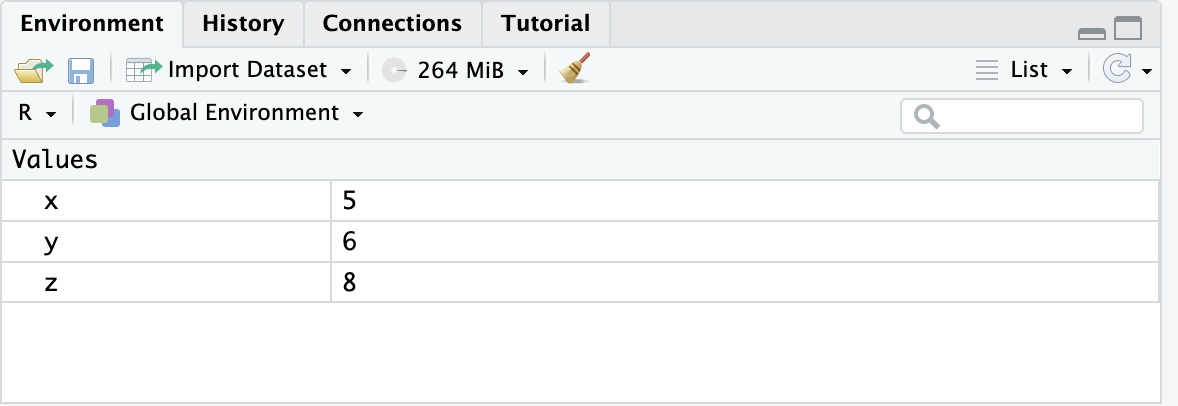 Environment History Connections Tutorial
Import Dataset 264 MiB List
R Global Environment
Values
x 5
y 6
z 8